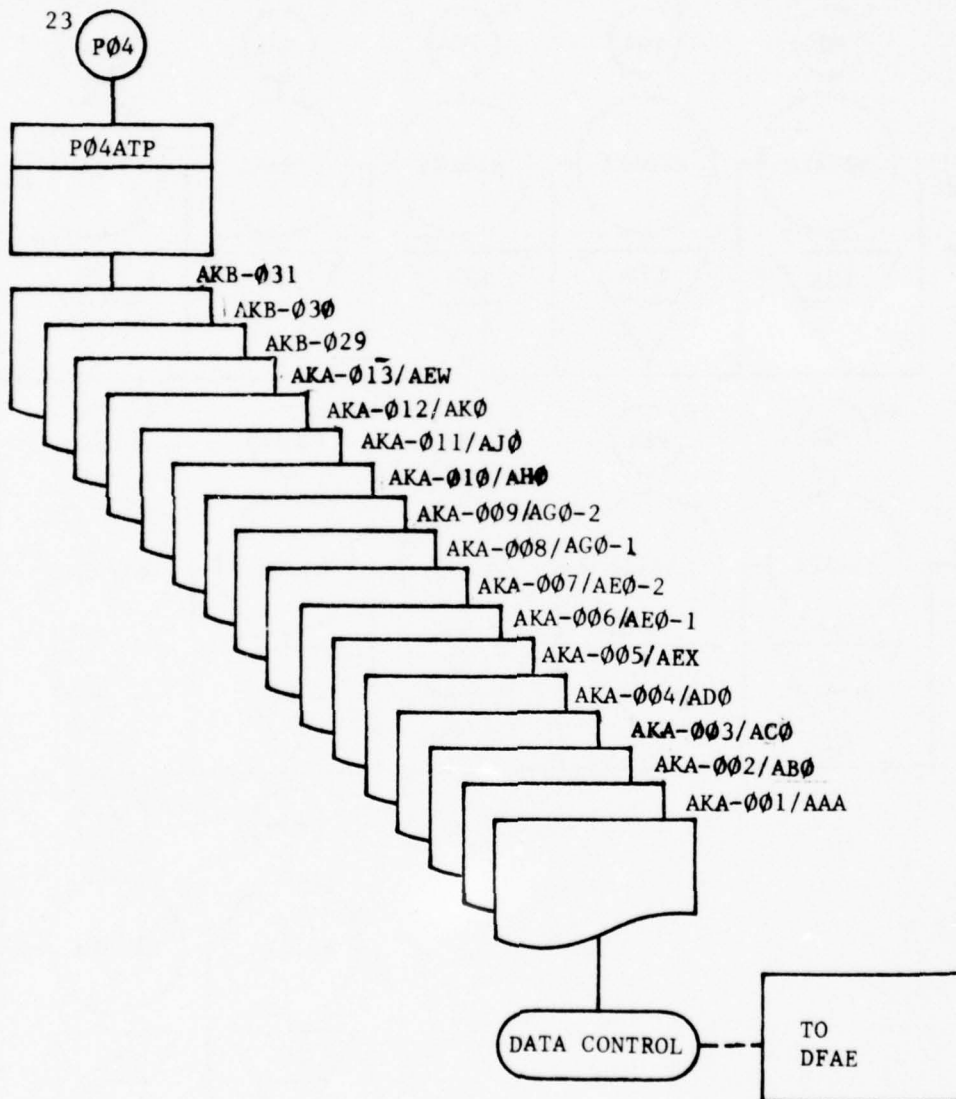 23
PØ4
PØ4ATP
AKB-Ø31
AKB-Ø3Ø
AKB-Ø29
AKA-Ø13/AEW
AKA-Ø12/AKØ
AKA-Ø11/AJØ
AKA-Ø1Ø/AHØ
AKA-ØØ9/AGØ-2
AKA-ØØ8/AGØ-1
AKA-ØØ7/AEØ-2
AKA-ØØ6/AEØ-1
AKA-ØØ5/AEX
AKA-ØØ4/ADØ
AKA-ØØ3/ACØ
AKA-ØØ2/ABØ
AKA-ØØ1/AAA
DATA CONTROL
TO
DFAE